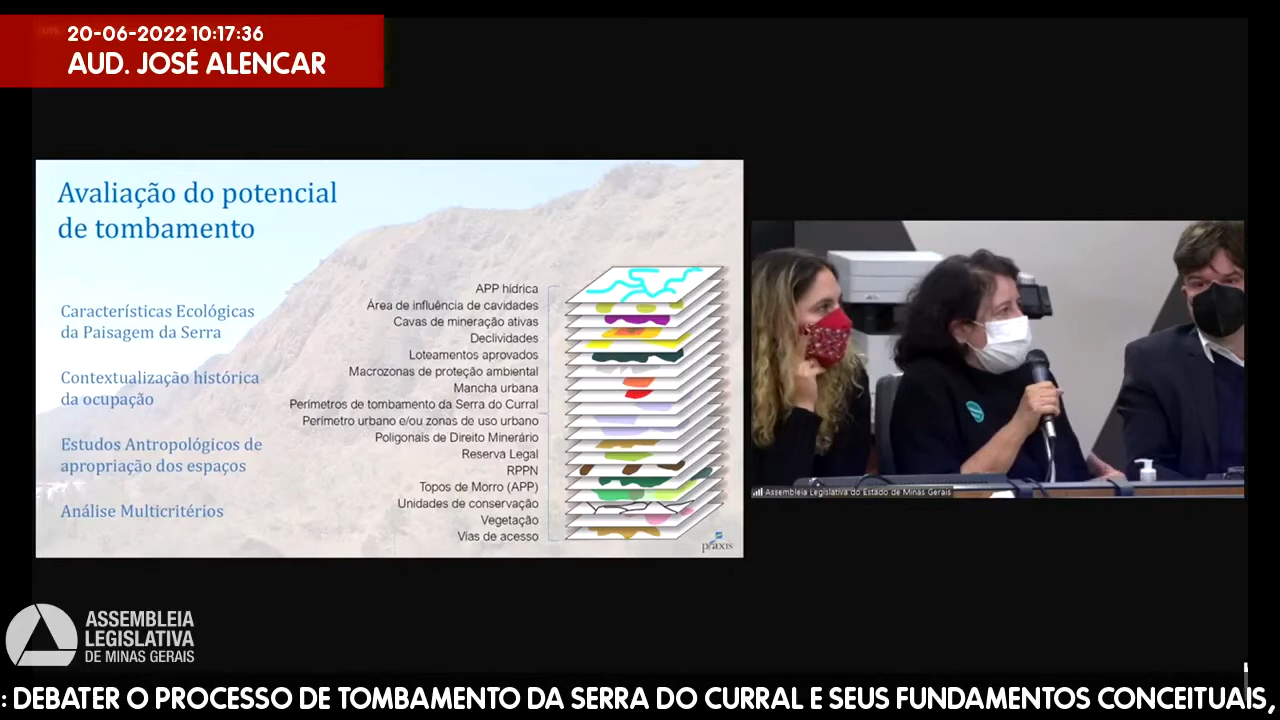 20-06-2022 10:17:36
AUD. JOSÉ ALENCAR
Avaliação do potencial
de tombamento
Características Ecológicas
da Paisagem da Serra
Contextualização histórica
da ocupação
Estudos Antropológicos de
apropriação dos espaços
Análise Multicritérios
APP hídrica
Área de influência de cavidades
Cavas de mineração ativas
Declividades
Loteamentos aprovados
Macrozonas de proteção ambiental
Mancha urbana
Perímetros de tombamento da Serra do Curral
Perímetro urbano e/ou zonas de uso urbano
Poligonais de Direito Minerário
Reserva Legal
RPPN
Topos de Morro (APP)
Unidades de conservação
Vegetação
Vias de acesso
práxis
Assembleia Legislativa do Estado de Minas Gerais
ASSEMBLEIA
LEGISLATIVA
DE MINAS GERAIS
: DEBATER O PROCESSO DE TOMBAMENTO DA SERRA DO CURRAL E SEUS FUNDAMENTOS CONCEITUAIS,